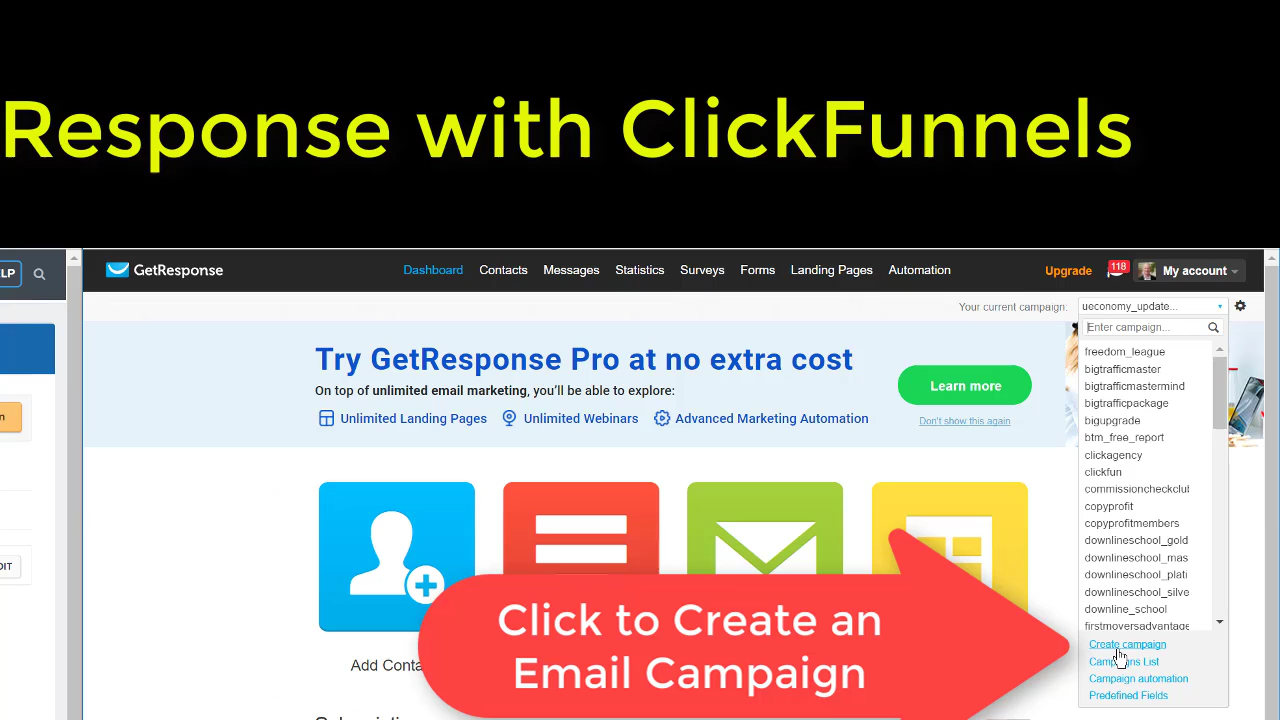 Response with ClickFunnels
GetResponse
Dashboard Contacts Messages Statistics Surveys Forms Landing Pages Automation
Upgrade 118 My account
Your current campaign: ueconomy_update...
Enter campaign...
Try GetResponse Pro at no extra cost
On top of unlimited email marketing, you'll be able to explore:
Unlimited Landing Pages Unlimited Webinars Advanced Marketing Automation
Learn more
Don't show this again
freedom_league
bigtrafficmaster
bigtrafficmastermind
bigtrafficpackage
bigupgrade
btm_free_report
clickagency
clickfun
commissioncheckclut
copyprofit
copyprofitmembers
downlineschool_gold
downlineschool_mas
downlineschool_plati
downlineschool_silve
downline_school
firstmoversadvantage
Create campaign
Campaigns List
Campaign automation
Predefined Fields
Click to Create an
Email Campaign
Add Conta